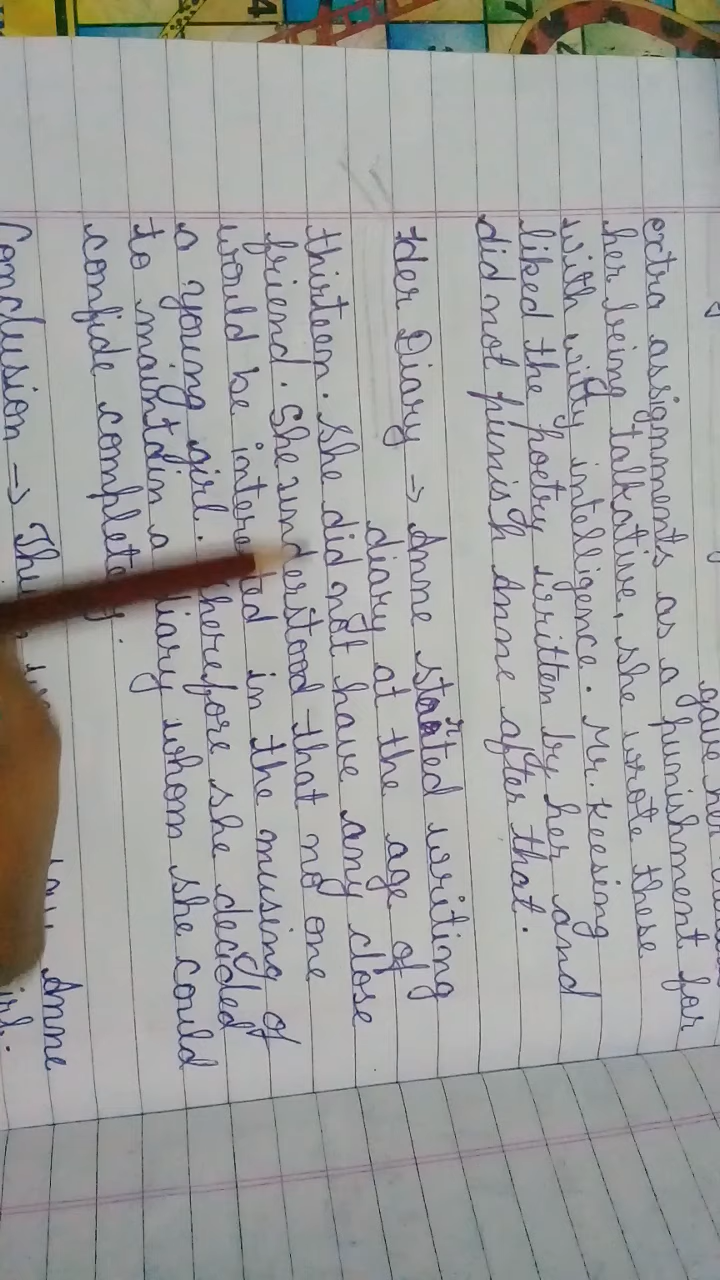 gave her
extra assignments as a punishment for
her being talkative, she wrote these
with witty intelligence. Mr. Keesing
liked the poetry written by her and
did not punish Anne after that.
Her Diary → Anne started writing
diary at the age of
thirteen. She did not have any close
friend. She understood that no one
would be interested in the musing of
a young girl. Therefore she decided
to maintain a diary whom she could
confide completely.
Conclusion → Anne